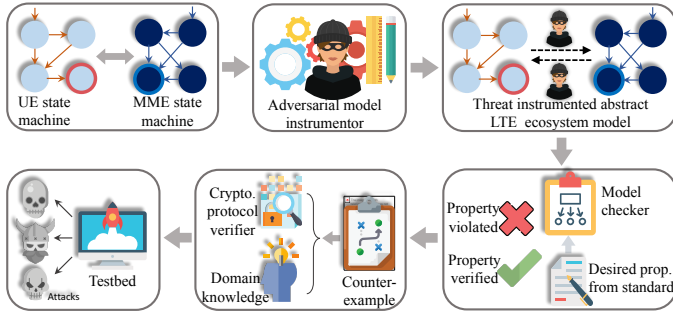 UE state
machine
MME state
machine
Adversarial model
instrumentor
Threat instrumented abstract
LTE ecosystem model
Attacks
Testbed
Crypto.
protocol
verifier
Domain
knowledge
Counter-
example
Property
violated
Property
verified
Model
checker
Desired prop.
from standard